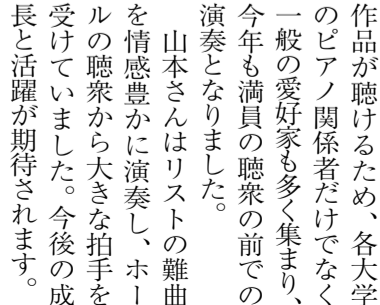 作品が聴けるため、各大学
のピアノ関係者だけでなく
一般の愛好家も多く集まり、
今年も満員の聴衆の前での
演奏となりました。
山本さんはリストの難曲
を情感豊かに演奏し、ホー
ルの聴衆から大きな拍手を
受けていました。今後の成
長と活躍が期待されます。